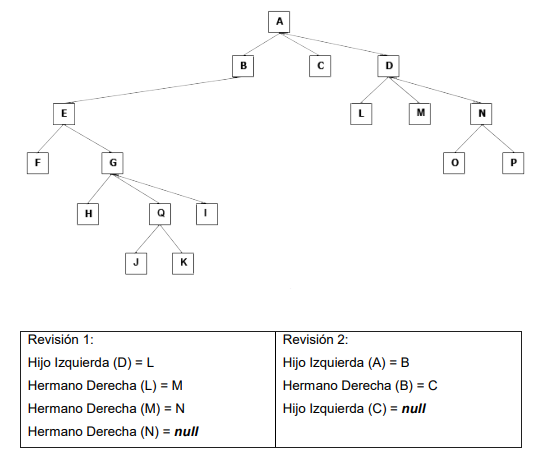 A
B C D
E L M N
F G O P
H Q I
J K
Revisión 1:
Hijo Izquierda (D) = L
Hermano Derecha (L) = M
Hermano Derecha (M) = N
Hermano Derecha (N) = null
Revisión 2:
Hijo Izquierda (A) = B
Hermano Derecha (B) = C
Hijo Izquierda (C) = null